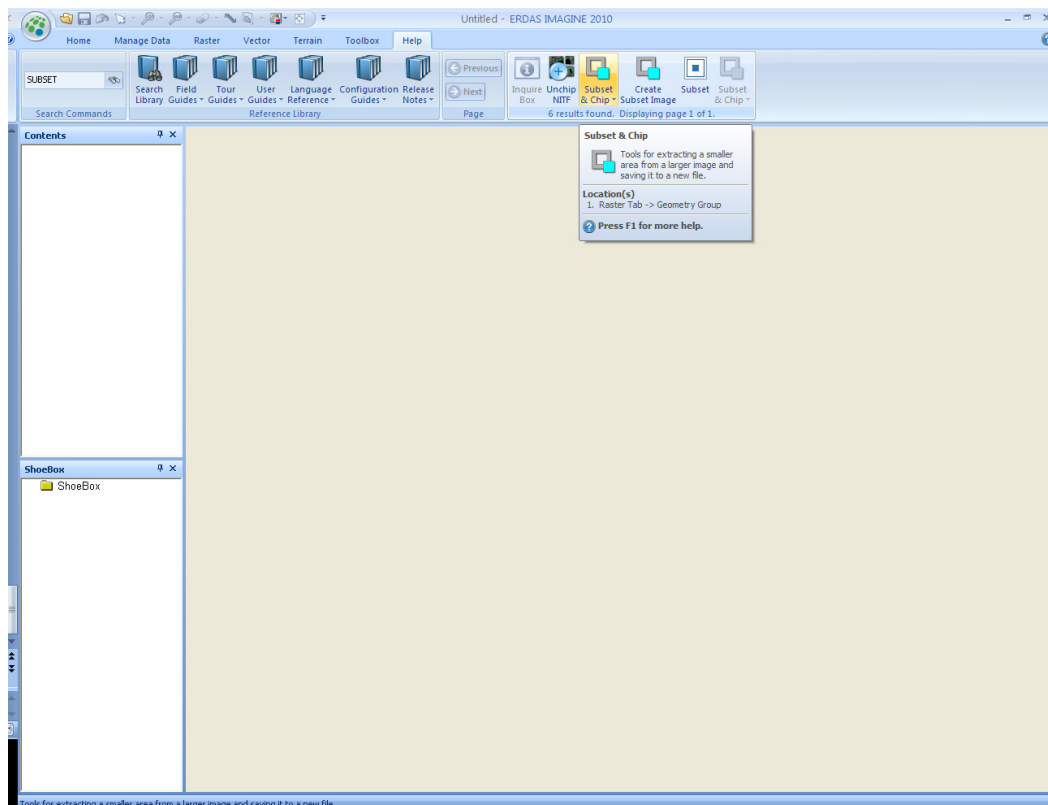 Untitled - ERDAS IMAGINE 2010
Home Manage Data Raster Vector Terrain Toolbox Help
SUBSET
Search Library
Field Guides
Tour Guides
User Guides
Language Reference
Configuration Guides
Release Notes
Previous
Next
Inquire Box
Unchip NITF
Subset & Chip
Create Subset Image
Subset
Subset & Chip
Search Commands
Reference Library
Page
6 results found. Displaying page 1 of 1.
Contents
Subset & Chip
Tools for extracting a smaller
area from a larger image and
saving it to a new file.
Location(s)
1. Raster Tab -> Geometry Group
Press F1 for more help.
ShoeBox
ShoeBox
Tools for extracting a smaller area from a larger image and saving it to a new file.